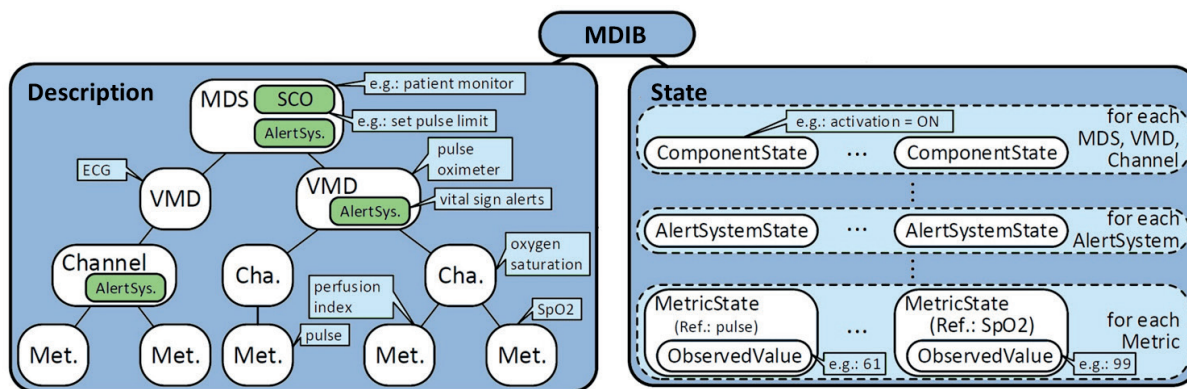 MDIB
Description
MDS
SCO
AlertSys.
e.g.: patient monitor
e.g.: set pulse limit
ECG
VMD
VMD
AlertSys.
pulse
oximeter
vital sign alerts
Channel
AlertSys.
Cha.
Cha.
oxygen
saturation
perfusion
index
SpO2
Met.
Met.
Met.
pulse
Met.
Met.
State
e.g.: activation = ON
ComponentState
...
ComponentState
for each
MDS, VMD,
Channel
AlertSystemState
...
AlertSystemState
for each
AlertSystem
MetricState
(Ref.: pulse)
ObservedValue
e.g.: 61
...
MetricState
(Ref.: SpO2)
ObservedValue
e.g.: 99
for each
Metric